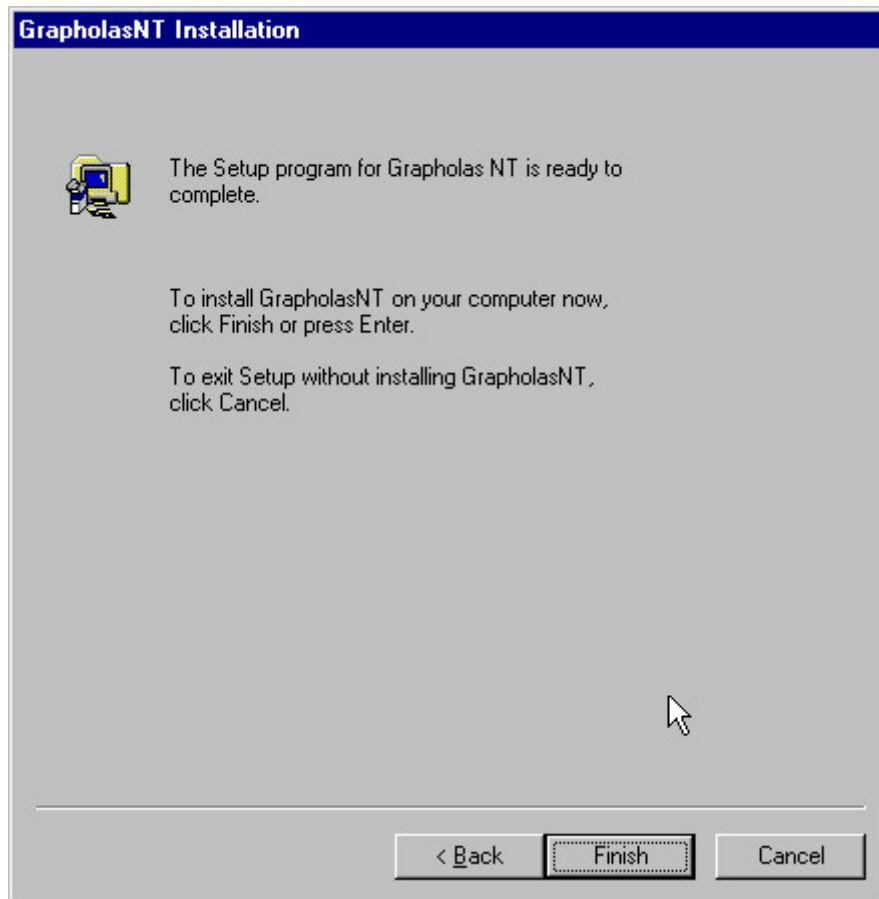 GrapholasNT Installation
The Setup program for Grapholas NT is ready to
complete.
To install GrapholasNT on your computer now,
click Finish or press Enter.
To exit Setup without installing GrapholasNT,
click Cancel.
< Back Finish Cancel